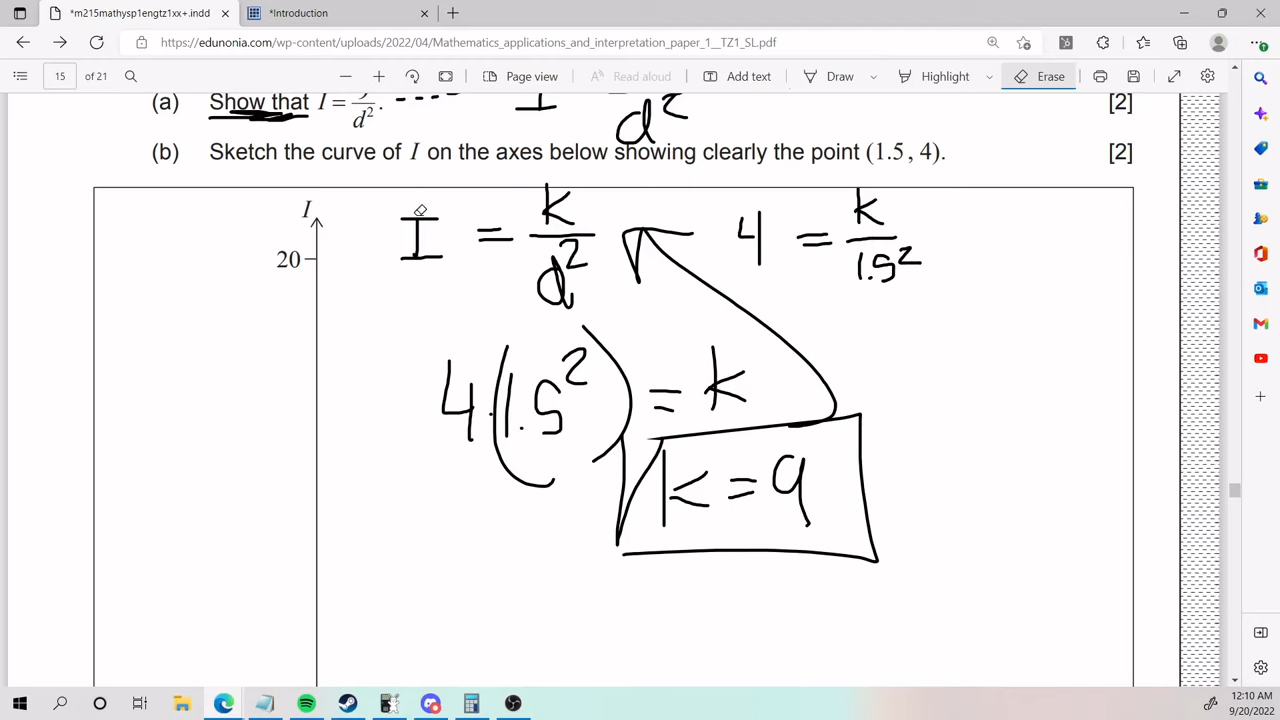 *m215mathysp1engtz1xx+.indd
*Introduction
https://edunonia.com/wp-content/uploads/2022/04/Mathematics_applications_and_interpretation_paper_1__TZ1_SL.pdf
15 of 21
Page view
Read aloud
Add text
Draw
Highlight
Erase
(a) Show that I = / d². [2]
I d²
(b) Sketch the curve of I on the axes below showing clearly the point (1.5, 4). [2]
I
20
I = k/d²
4 = k/1.5²
4(1.5²) = k
k = 9
12:10 AM
9/20/2022